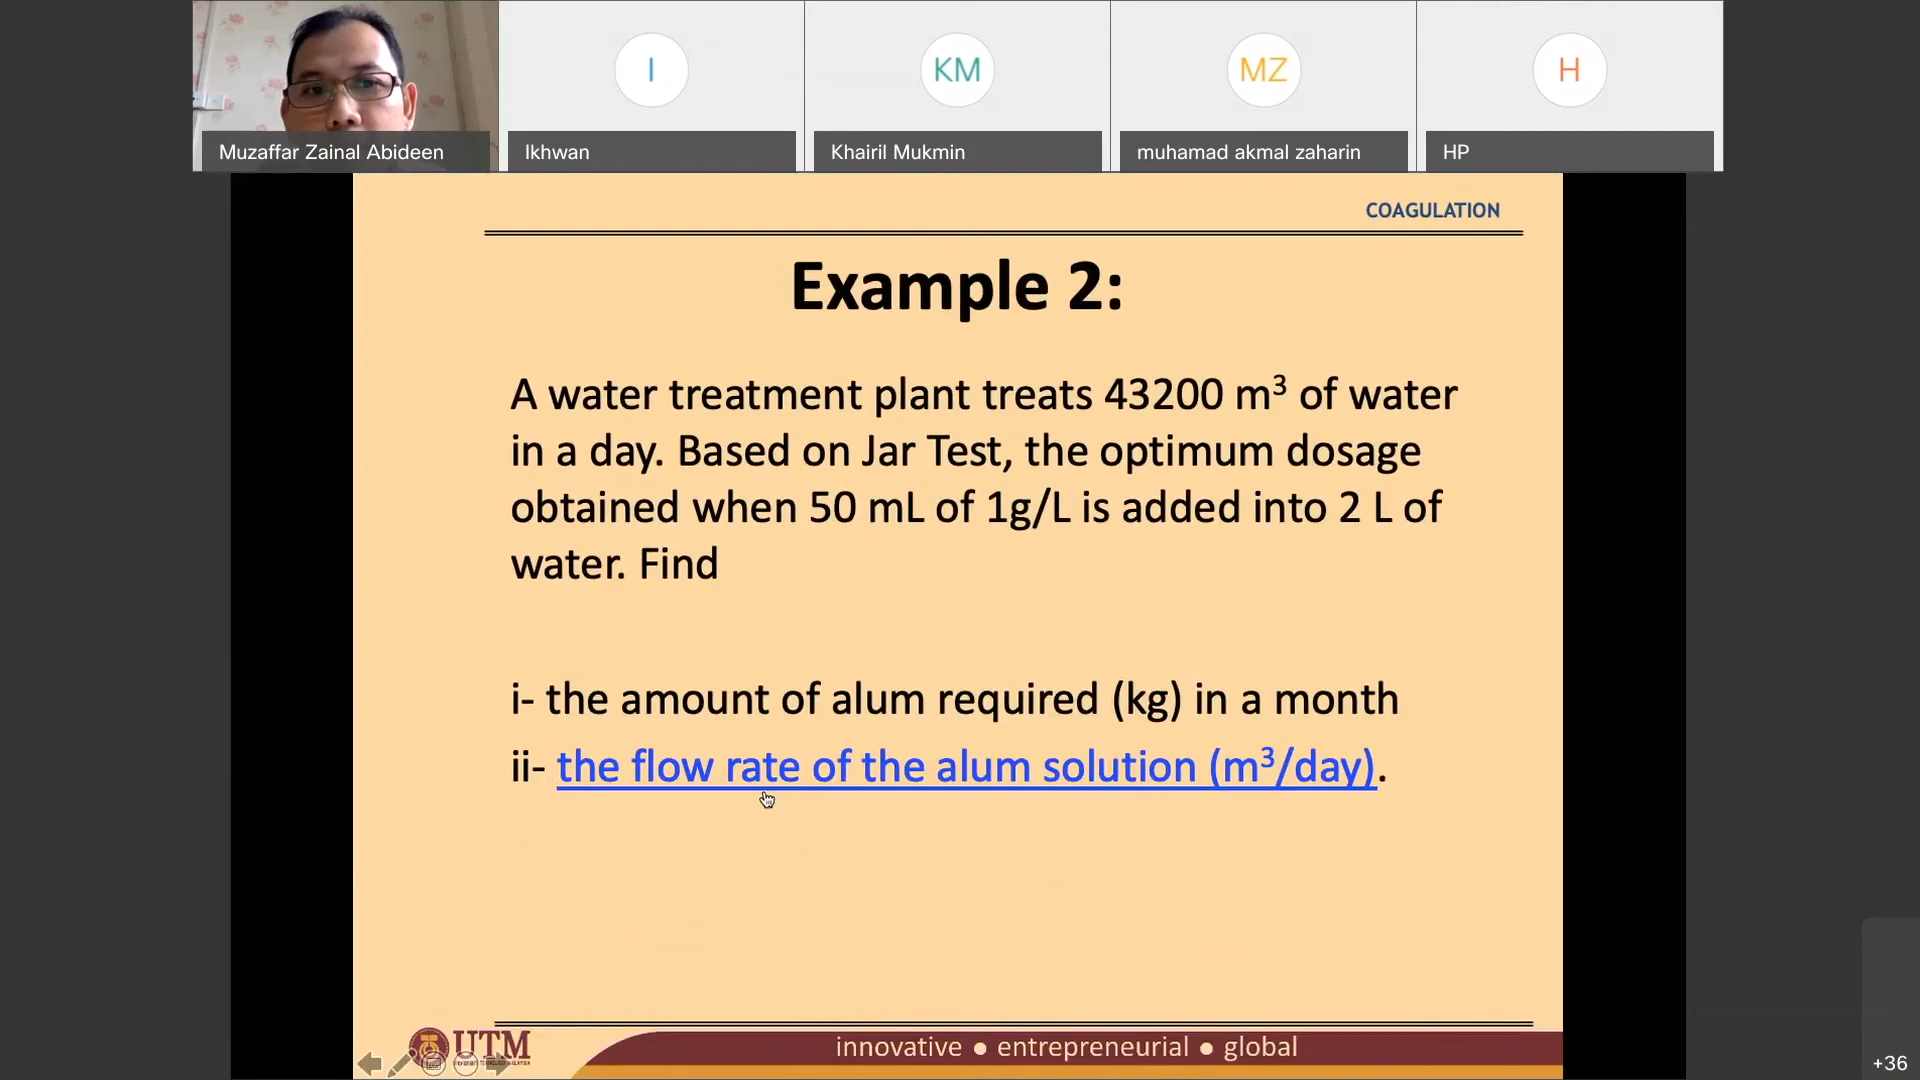 I
KM
MZ
H
Muzaffar Zainal Abideen
Ikhwan
Khairil Mukmin
muhamad akmal zaharin
HP
COAGULATION
Example 2:
A water treatment plant treats 43200 m³ of water
in a day. Based on Jar Test, the optimum dosage
obtained when 50 mL of 1g/L is added into 2 L of
water. Find
i- the amount of alum required (kg) in a month
ii- the flow rate of the alum solution (m³/day).
UTM
innovative ● entrepreneurial ● global
+36